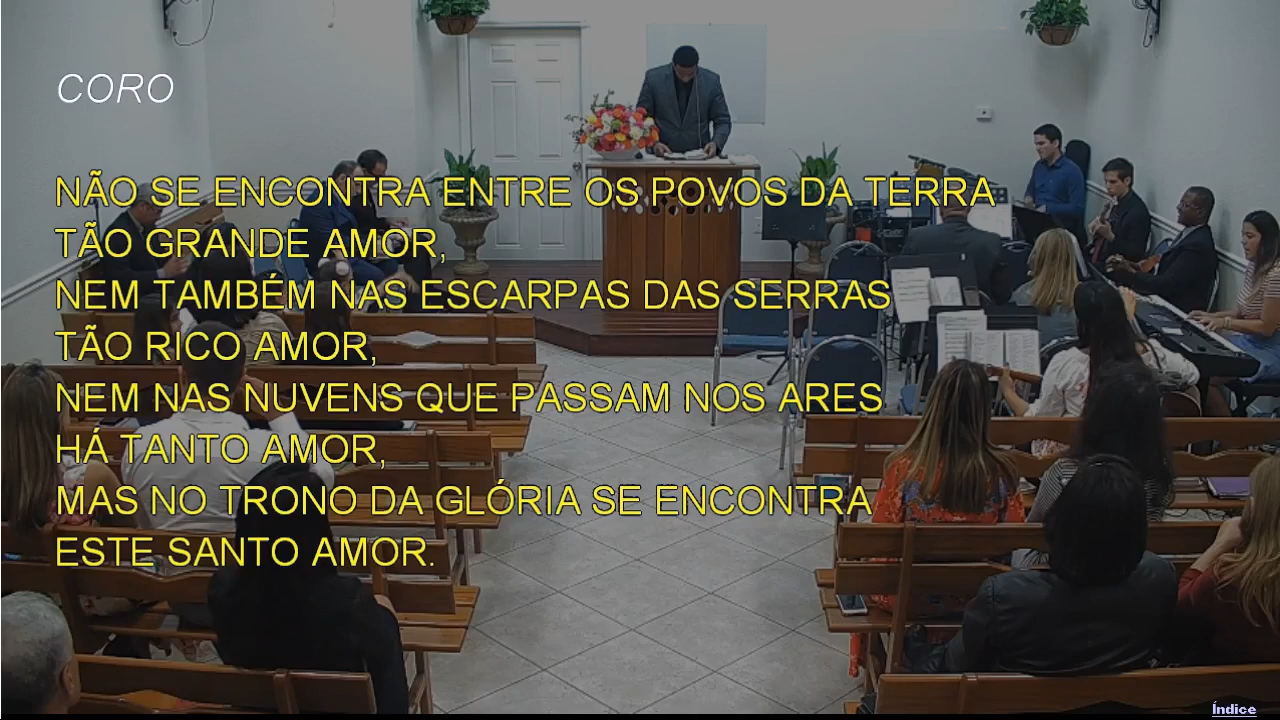 CORO
NÃO SE ENCONTRA ENTRE OS POVOS DA TERRA
TÃO GRANDE AMOR,
NEM TAMBÉM NAS ESCARPAS DAS SERRAS
TÃO RICO AMOR,
NEM NAS NUVENS QUE PASSAM NOS ARES
HÁ TANTO AMOR,
MAS NO TRONO DA GLÓRIA SE ENCONTRA
ESTE SANTO AMOR.
Índice